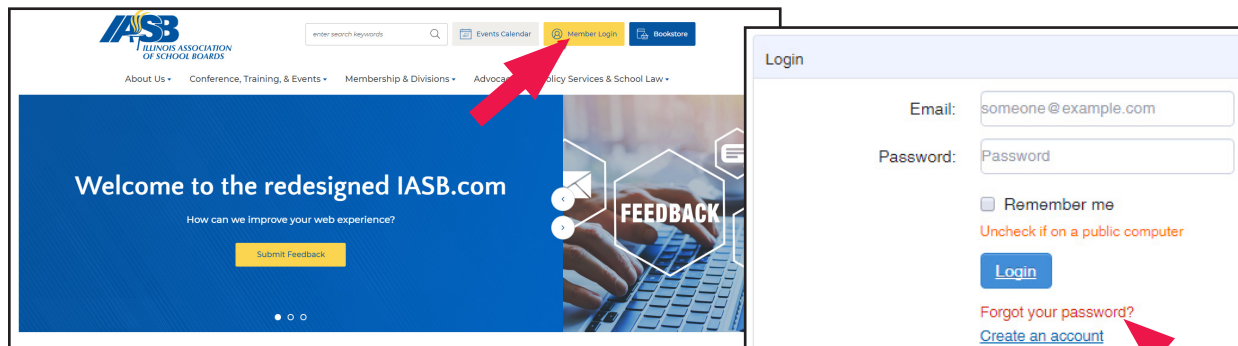 IASB
ILLINOIS ASSOCIATION
OF SCHOOL BOARDS
enter search keywords
Events Calendar
Member Login
Bookstore
About Us
Conference, Training, & Events
Membership & Divisions
Policy Services & School Law
Welcome to the redesigned IASB.com
How can we improve your web experience?
Submit Feedback
FEEDBACK
Login
Email:
someone@example.com
Password:
Password
Remember me
Uncheck if on a public computer
Login
Forgot your password?
Create an account